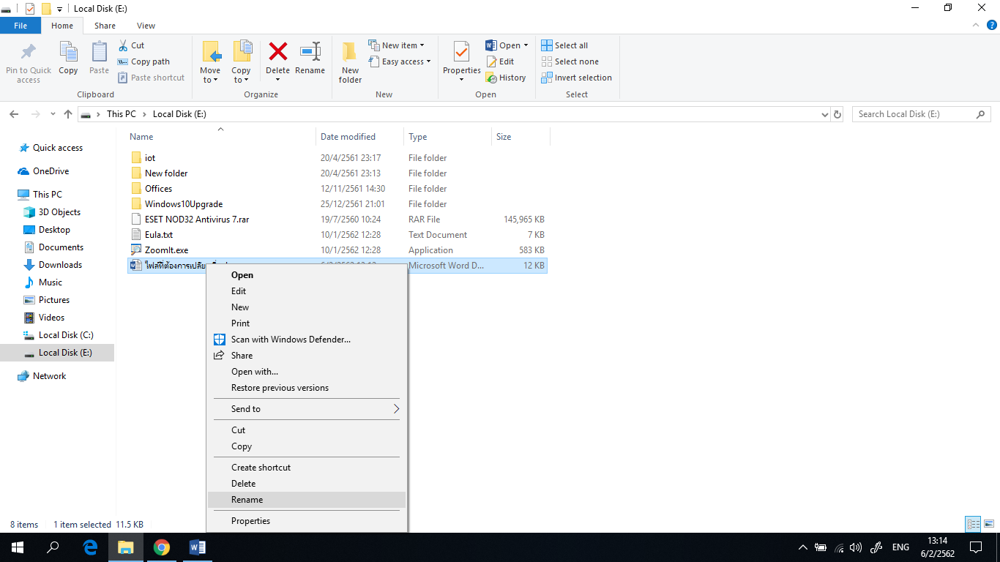 Local Disk (E:)
File Home Share View
Pin to Quick access
Copy
Paste
Cut
Copy path
Paste shortcut
Clipboard
Move to
Copy to
Delete
Rename
Organize
New folder
New item
Easy access
New
Properties
Open
Edit
History
Open
Select all
Select none
Invert selection
Select
This PC Local Disk (E:)
Search Local Disk (E:)
Quick access
OneDrive
This PC
3D Objects
Desktop
Documents
Downloads
Music
Pictures
Videos
Local Disk (C:)
Local Disk (E:)
Network
Name Date modified Type Size
iot 20/4/2561 23:17 File folder
New folder 20/4/2561 23:13 File folder
Offices 12/11/2561 14:30 File folder
Windows10Upgrade 25/12/2561 21:01 File folder
ESET NOD32 Antivirus 7.rar 19/7/2560 10:24 RAR File 145,965 KB
Eula.txt 10/1/2562 12:28 Text Document 7 KB
ZoomIt.exe 10/1/2562 12:28 Application 583 KB
ไฟล์ที่ต้องการ Microsoft Word D... 12 KB
Open
Edit
New
Print
Scan with Windows Defender...
Share
Open with...
Restore previous versions
Send to
Cut
Copy
Create shortcut
Delete
Rename
Properties
8 items 1 item selected 11.5 KB
ENG
13:14
6/2/2562